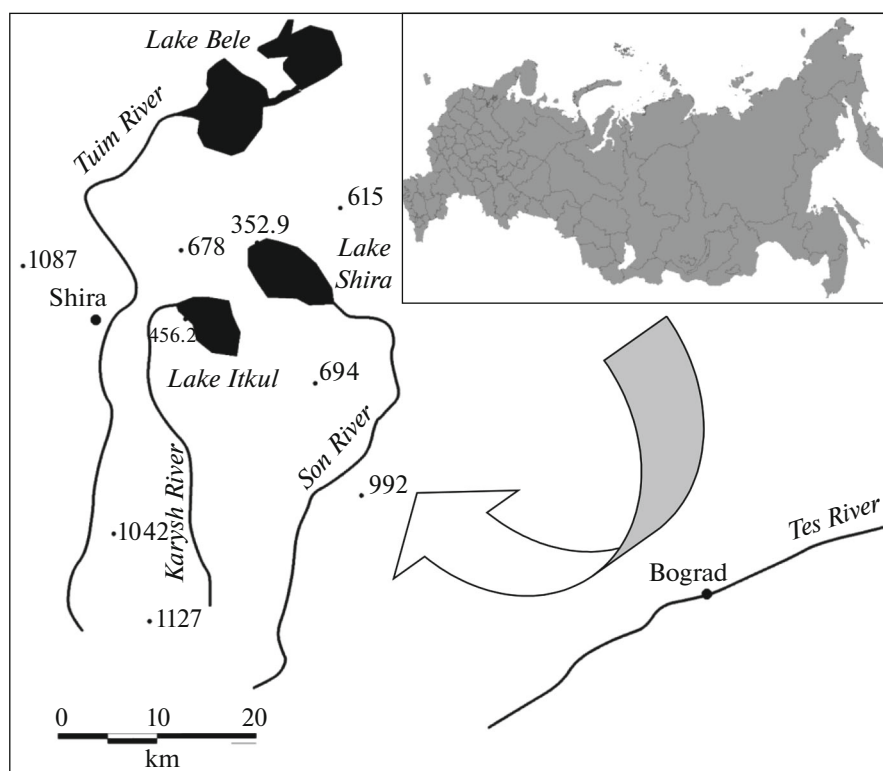 Lake Bele
Tuim River
615
352.9
678
Lake
Shira
1087
Shira
456.2
Lake Itkul
694
Son River
992
Karysh River
1042
Tes River
Bograd
1127
0 10 20
km